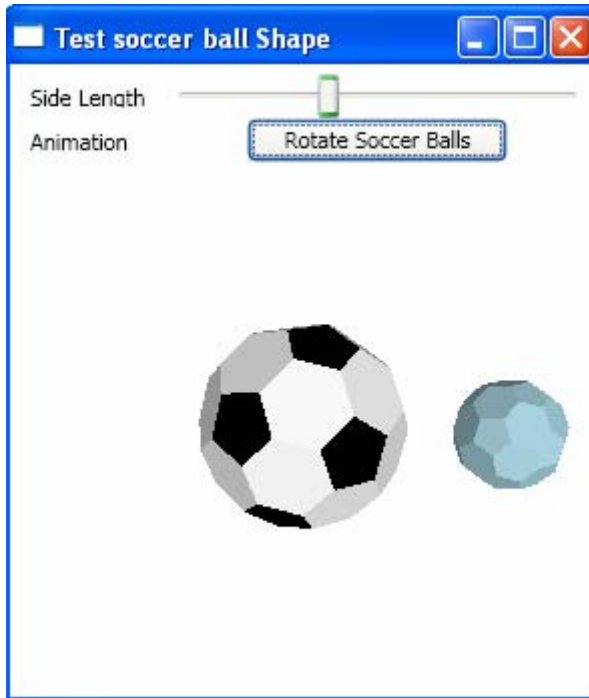 Test soccer ball Shape
Side Length
Animation
Rotate Soccer Balls